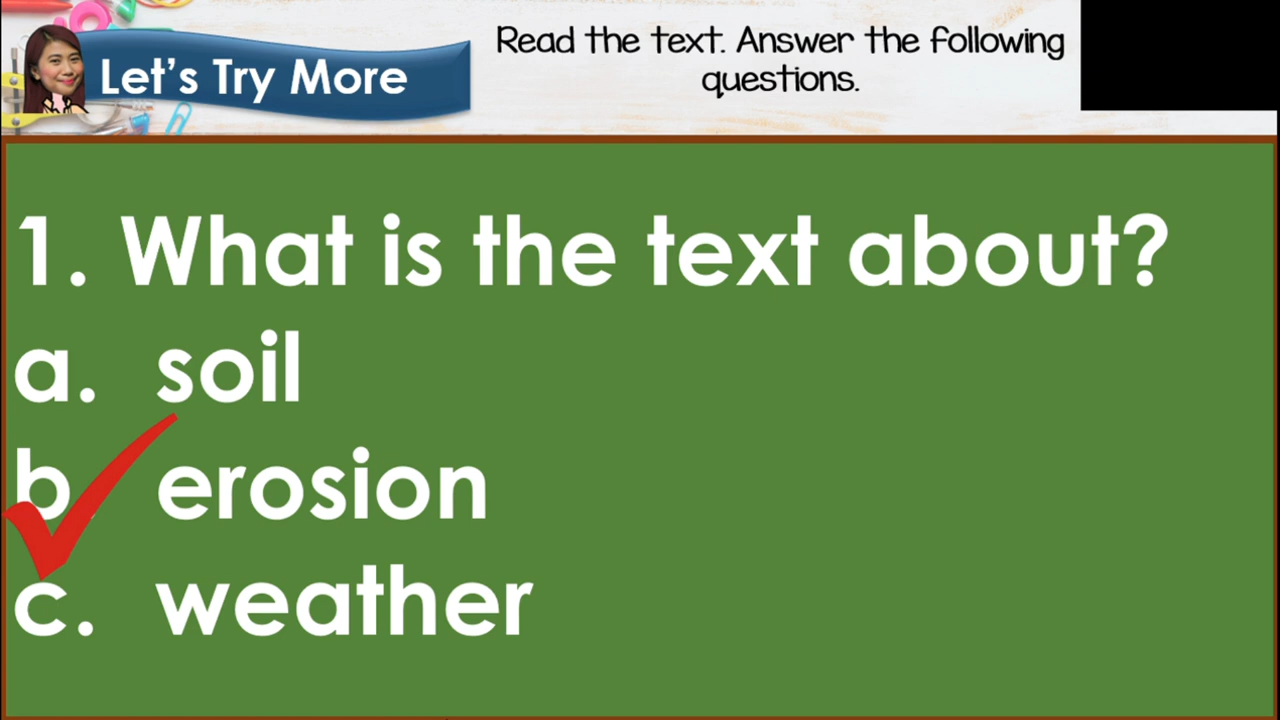 Let's Try More
Read the text. Answer the following
questions.
1. What is the text about?
a. soil
b. erosion
c. weather